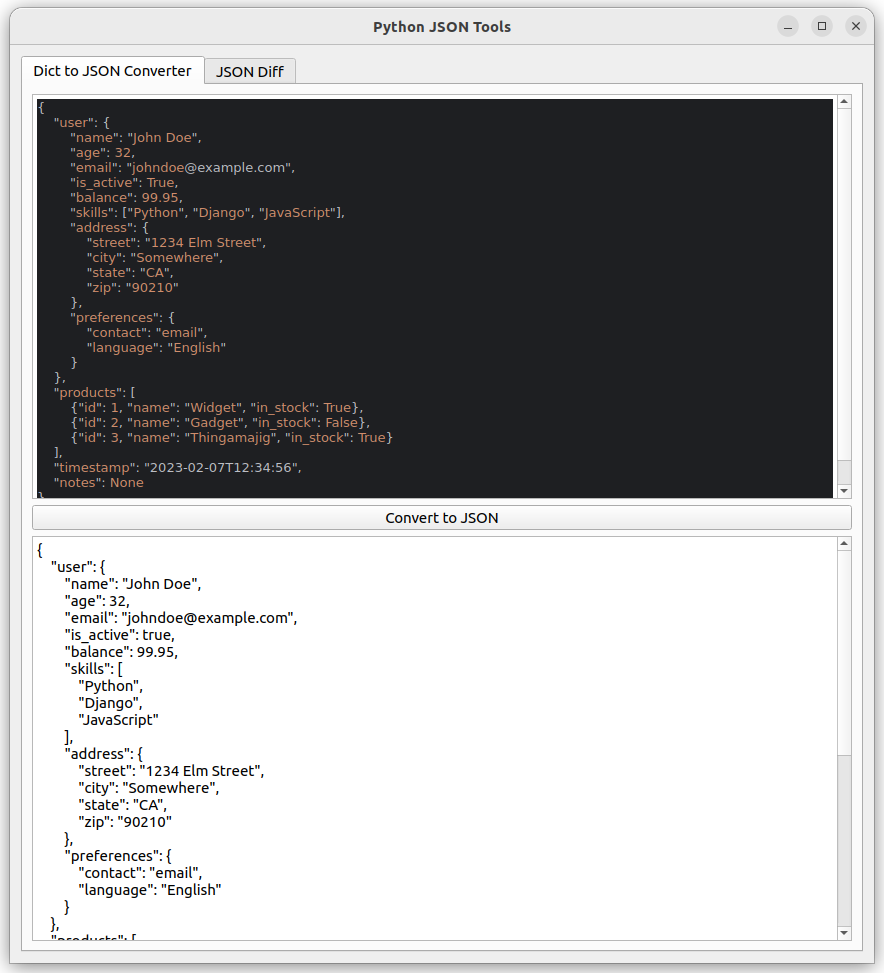 Python JSON Tools
Dict to JSON Converter
JSON Diff
{
    "user": {
        "name": "John Doe",
        "age": 32,
        "email": "johndoe@example.com",
        "is_active": True,
        "balance": 99.95,
        "skills": ["Python", "Django", "JavaScript"],
        "address": {
            "street": "1234 Elm Street",
            "city": "Somewhere",
            "state": "CA",
            "zip": "90210"
        },
        "preferences": {
            "contact": "email",
            "language": "English"
        }
    },
    "products": [
        {"id": 1, "name": "Widget", "in_stock": True},
        {"id": 2, "name": "Gadget", "in_stock": False},
        {"id": 3, "name": "Thingamajig", "in_stock": True}
    ],
    "timestamp": "2023-02-07T12:34:56",
    "notes": None
}
Convert to JSON
{
    "user": {
        "name": "John Doe",
        "age": 32,
        "email": "johndoe@example.com",
        "is_active": true,
        "balance": 99.95,
        "skills": [
            "Python",
            "Django",
            "JavaScript"
        ],
        "address": {
            "street": "1234 Elm Street",
            "city": "Somewhere",
            "state": "CA",
            "zip": "90210"
        },
        "preferences": {
            "contact": "email",
            "language": "English"
        }
    },
    "products": [